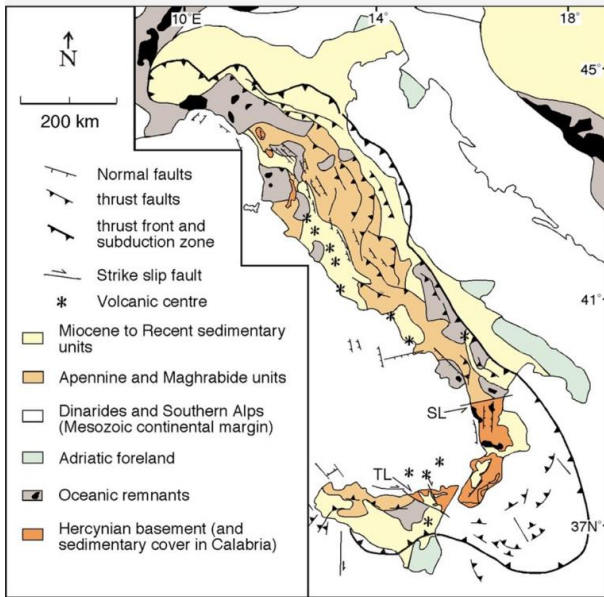 10°E
14
18
N
45°
200 km
Normal faults
thrust faults
thrust front and
subduction zone
Strike slip fault
Volcanic centre
41°
Miocene to Recent sedimentary
units
Apennine and Maghrabide units
Dinarides and Southern Alps
(Mesozoic continental margin)
SL
Adriatic foreland
TL
Oceanic remnants
37N°
Hercynian basement (and
sedimentary cover in Calabria)